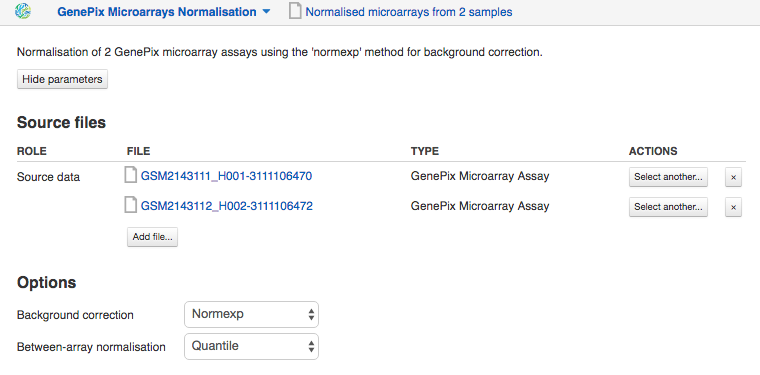 GenePix Microarrays Normalisation Normalised microarrays from 2 samples
Normalisation of 2 GenePix microarray assays using the 'normexp' method for background correction.
Hide parameters
Source files
ROLE FILE TYPE ACTIONS
Source data GSM2143111_H001-3111106470 GenePix Microarray Assay Select another... ×
GSM2143112_H002-3111106472 GenePix Microarray Assay Select another... ×
Add file...
Options
Background correction Normexp
Between-array normalisation Quantile